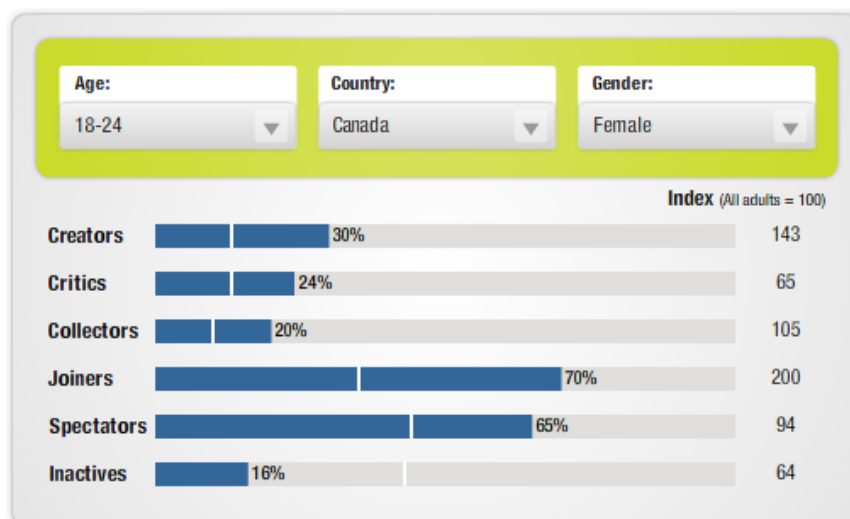 Age: Country: Gender:
18-24 Canada Female
Index (All adults = 100)
Creators 30% 143
Critics 24% 65
Collectors 20% 105
Joiners 70% 200
Spectators 65% 94
Inactives 16% 64